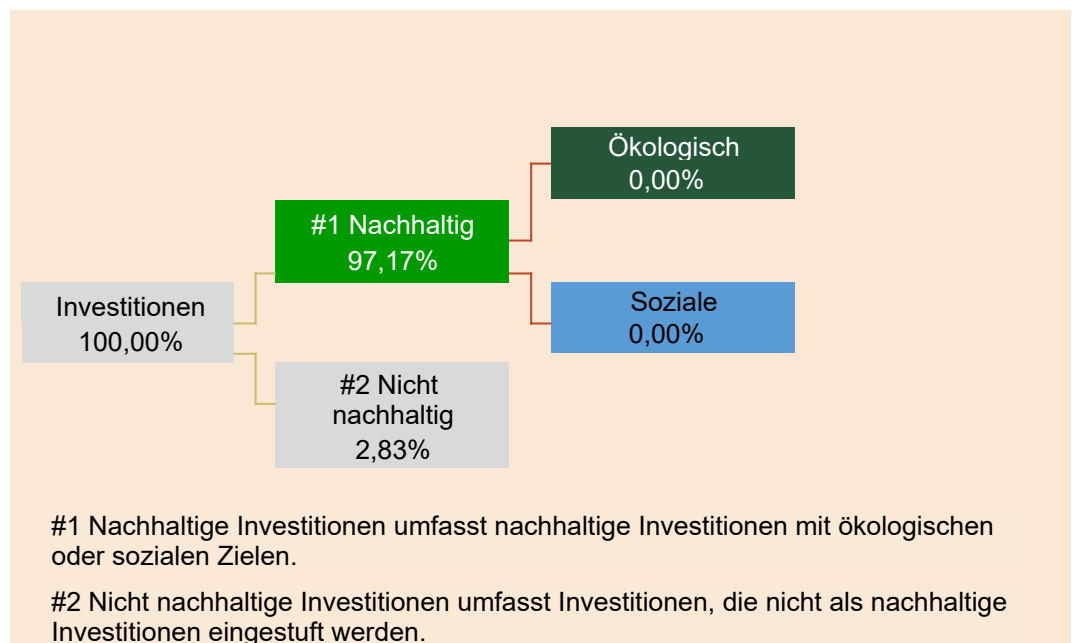 Ökologisch
0,00%
#1 Nachhaltig
97,17%
Investitionen
100,00%
Soziale
0,00%
#2 Nicht
nachhaltig
2,83%
#1 Nachhaltige Investitionen umfasst nachhaltige Investitionen mit ökologischen
oder sozialen Zielen.
#2 Nicht nachhaltige Investitionen umfasst Investitionen, die nicht als nachhaltige
Investitionen eingestuft werden.